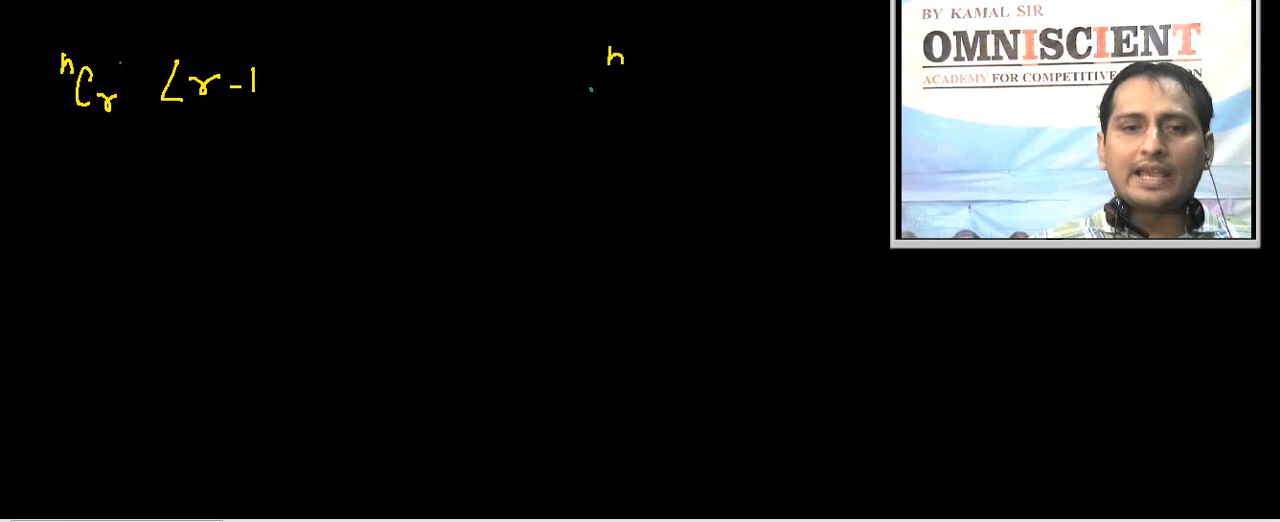 ⁿCᵣ ∠r-1
n
BY KAMAL SIR
OMNISCIENT
ACADEMY FOR COMPETITIVE